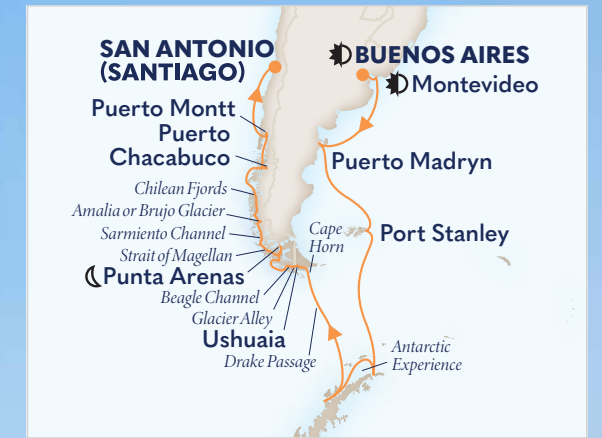 SAN ANTONIO
(SANTIAGO)
BUENOS AIRES
Montevideo
Puerto Montt
Puerto
Chacabuco
Puerto Madryn
Chilean Fjords
Amalia or Brujo Glacier
Sarmiento Channel
Strait of Magellan
Cape
Horn
Port Stanley
Punta Arenas
Beagle Channel
Glacier Alley
Ushuaia
Drake Passage
Antarctic
Experience